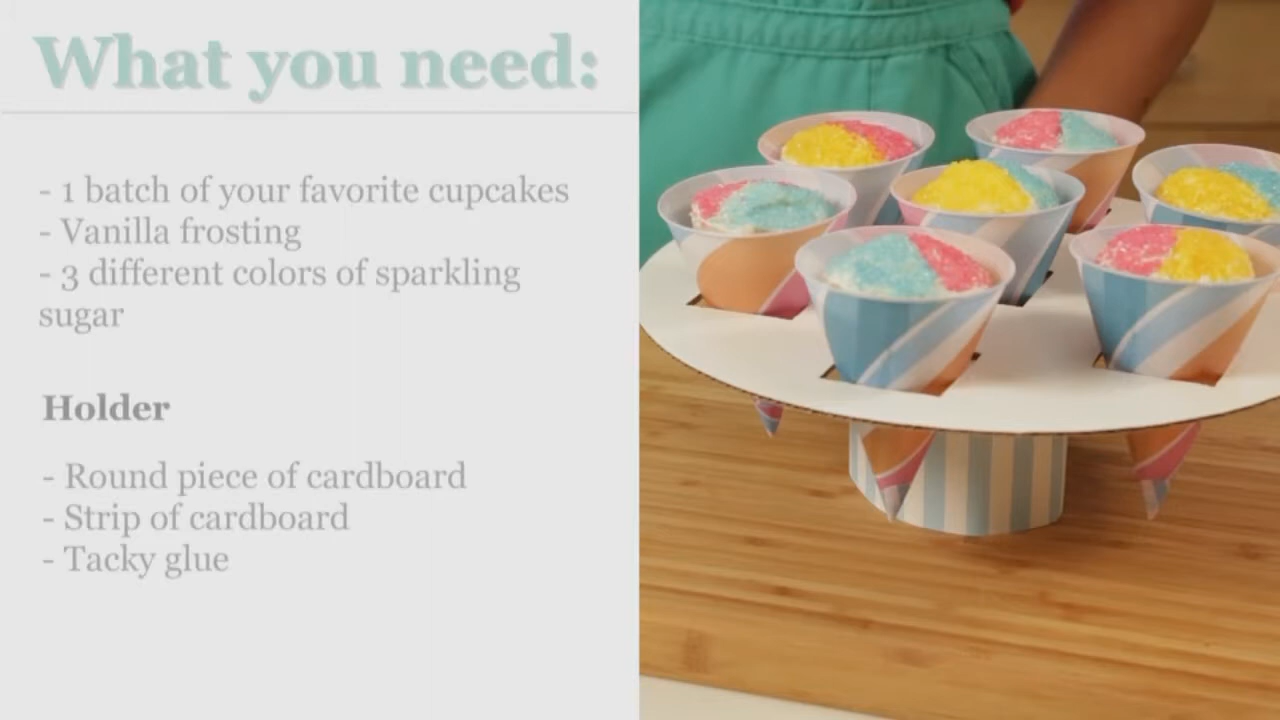 What you need:
- 1 batch of your favorite cupcakes
- Vanilla frosting
- 3 different colors of sparkling
sugar
Holder
- Round piece of cardboard
- Strip of cardboard
- Tacky glue